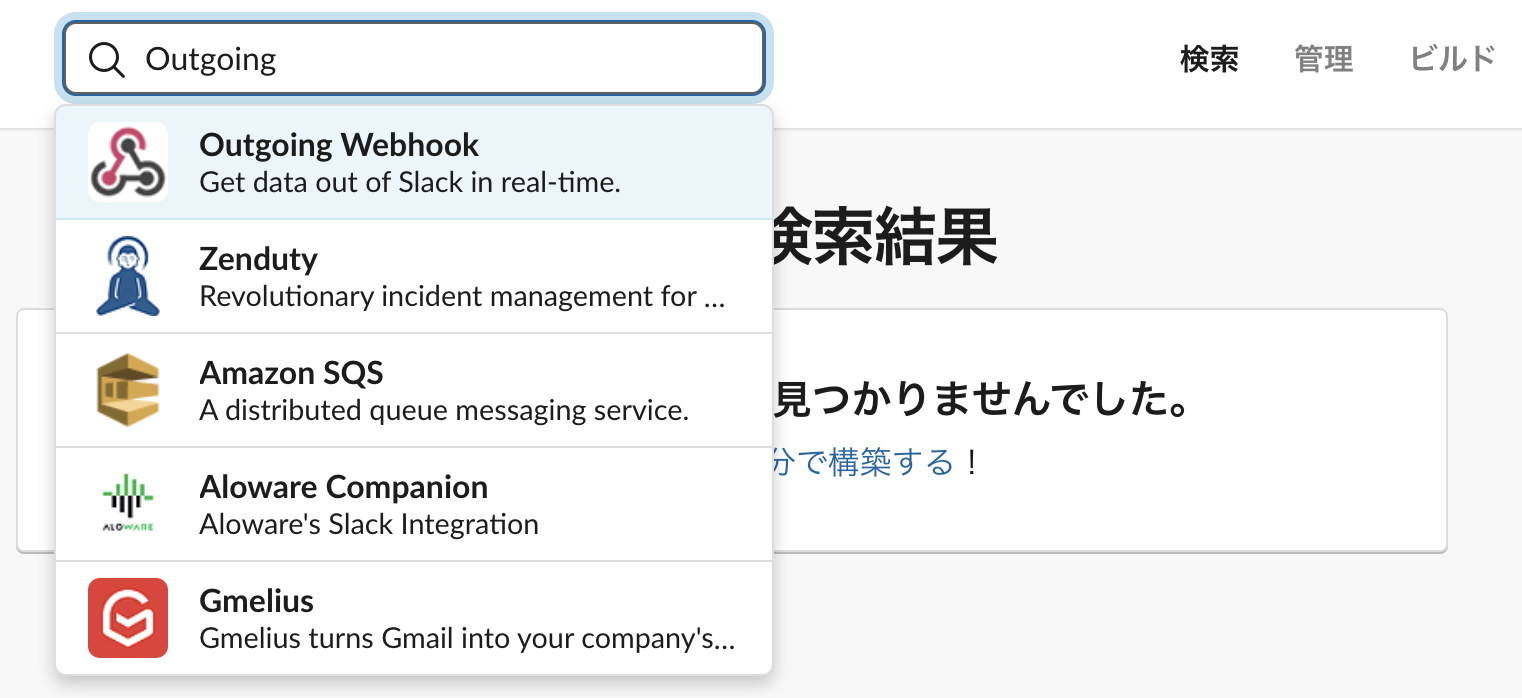 Outgoing
検索 管理 ビルド
Outgoing Webhook
Get data out of Slack in real-time.
検索結果
Zenduty
Revolutionary incident management for ...
Amazon SQS
A distributed queue messaging service.
見つかりませんでした。
分で構築する！
Aloware Companion
Aloware's Slack Integration
ALOWARE
Gmelius
Gmelius turns Gmail into your company's...